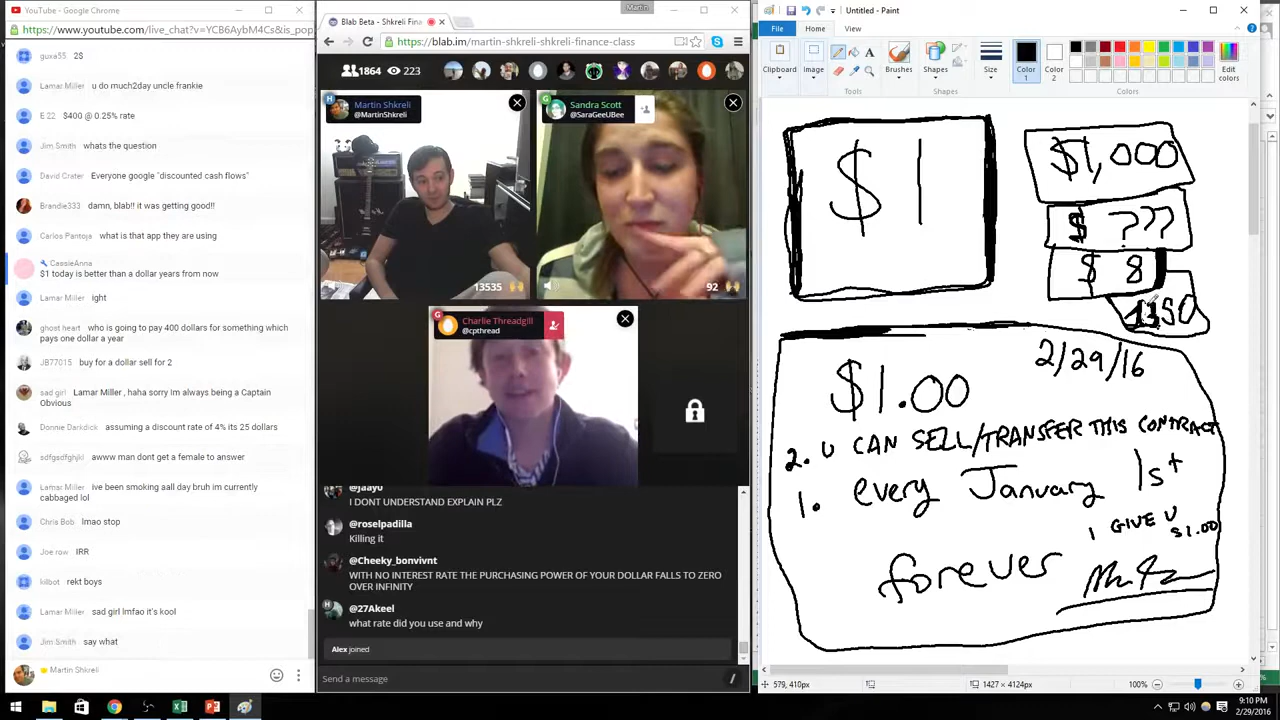 YouTube - Google Chrome
https://www.youtube.com/live_chat?v=YCB6AybM4Cs&is_pop
guxa55 2$
Lamar Miller u do much2day uncle frankie
E 22 $400 @ 0.25% rate
Jim Smith whats the question
David Crater Everyone google "discounted cash flows"
Brandie333 damn, blab!! it was getting good!!
Carlos Pantoja what is that app they are using
CassieAnna
$1 today is better than a dollar years from now
Lamar Miller ight
ghost heart who is going to pay 400 dollars for something which
pays one dollar a year
JB77015 buy for a dollar sell for 2
sad girl Lamar Miller , haha sorry Im always being a Captain
Obvious
Donnie Darkdick assuming a discount rate of 4% its 25 dollars
sdfgsdfghjkl awww man dont get a female to answer
Lamar Miller ive been smoking aall day bruh im currently
cabbaged lol
Chris Bob lmao stop
Joe row IRR
kilbot rekt boys
Lamar Miller sad girl lmfao it's kool
Jim Smith say what
Martin Shkreli
Martin
Blab Beta - Shkreli Fina
https://blab.im/martin-shkreli-shkreli-finance-class
1864 223
H Martin Shkreli
@MartinShkreli
13535
G Sandra Scott
@SaraGeeUBee
92
G Charlie Threadgill
@cpthread
@jaayo
I DONT UNDERSTAND EXPLAIN PLZ
@roselpadilla
Killing it
@Cheeky_bonvivnt
WITH NO INTEREST RATE THE PURCHASING POWER OF YOUR DOLLAR FALLS TO ZERO
OVER INFINITY
H @27Akeel
what rate did you use and why
Alex joined
Send a message
Untitled - Paint
File Home View
Clipboard Image Tools Brushes Shapes Size Color 1 Color 2 Colors Edit colors
$ 1
$1,000
$ ???
$ 8
2/29/16
$1.00
2. U CAN SELL/TRANSFER THIS CONTRACT
1. every January 1st
I GIVE U
$1.00
forever
579, 410px 1427 × 4124px 100%
9:10 PM
2/29/2016